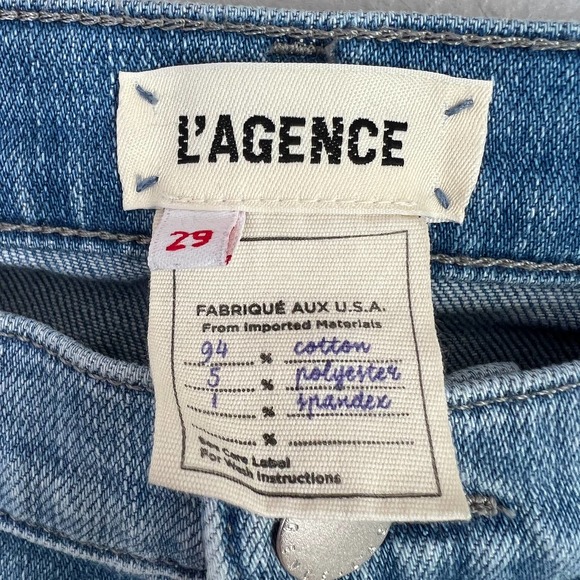 L'AGENCE
29
FABRIQUÉ AUX U.S.A.
From Imported Materials
94 % cotton
5 % polyester
1 % spandex
%
See Care Label
For Wash Instructions